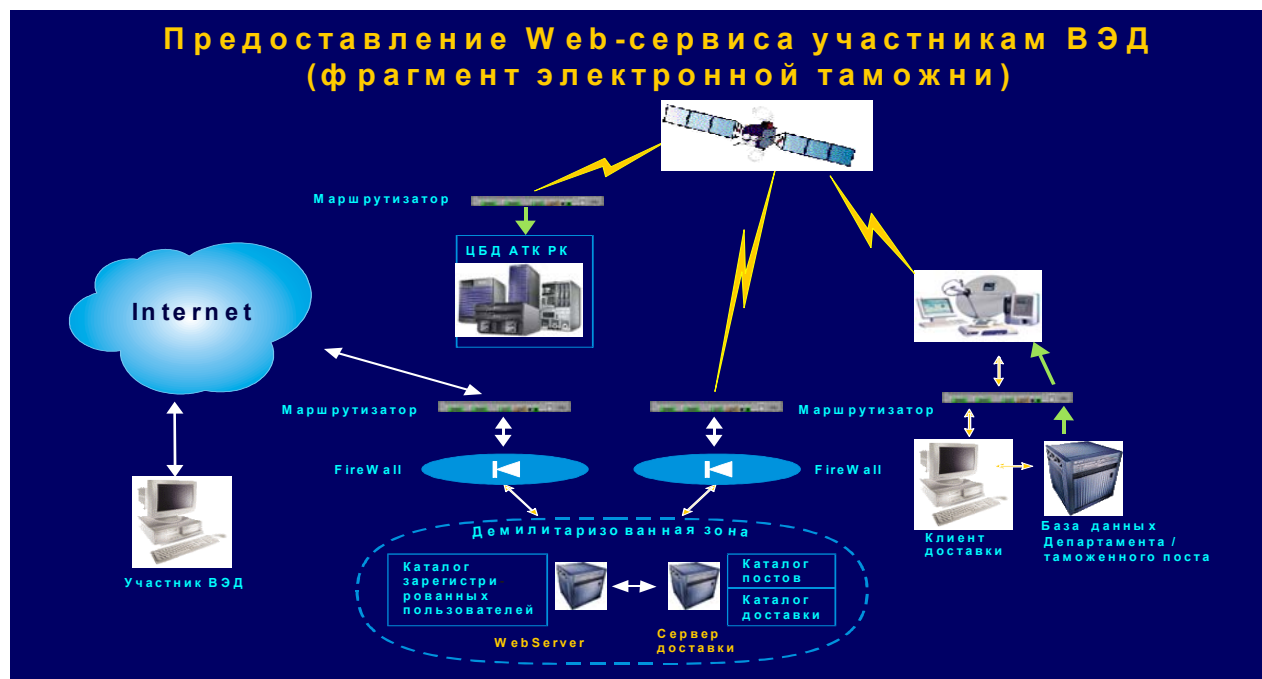 Предоставление Web-сервиса участникам ВЭД
(фрагмент электронной таможни)
Маршрутизатор
ЦБД АТК РК
Internet
Маршрутизатор
Маршрутизатор
FireWall
FireWall
Участник ВЭД
Клиент
доставки
База данных
Департамента /
таможенного поста
Демилитаризованная зона
Каталог
зарегистри
рованных
пользователей
Каталог
постов
Каталог
доставки
WebServer
Сервер
доставки